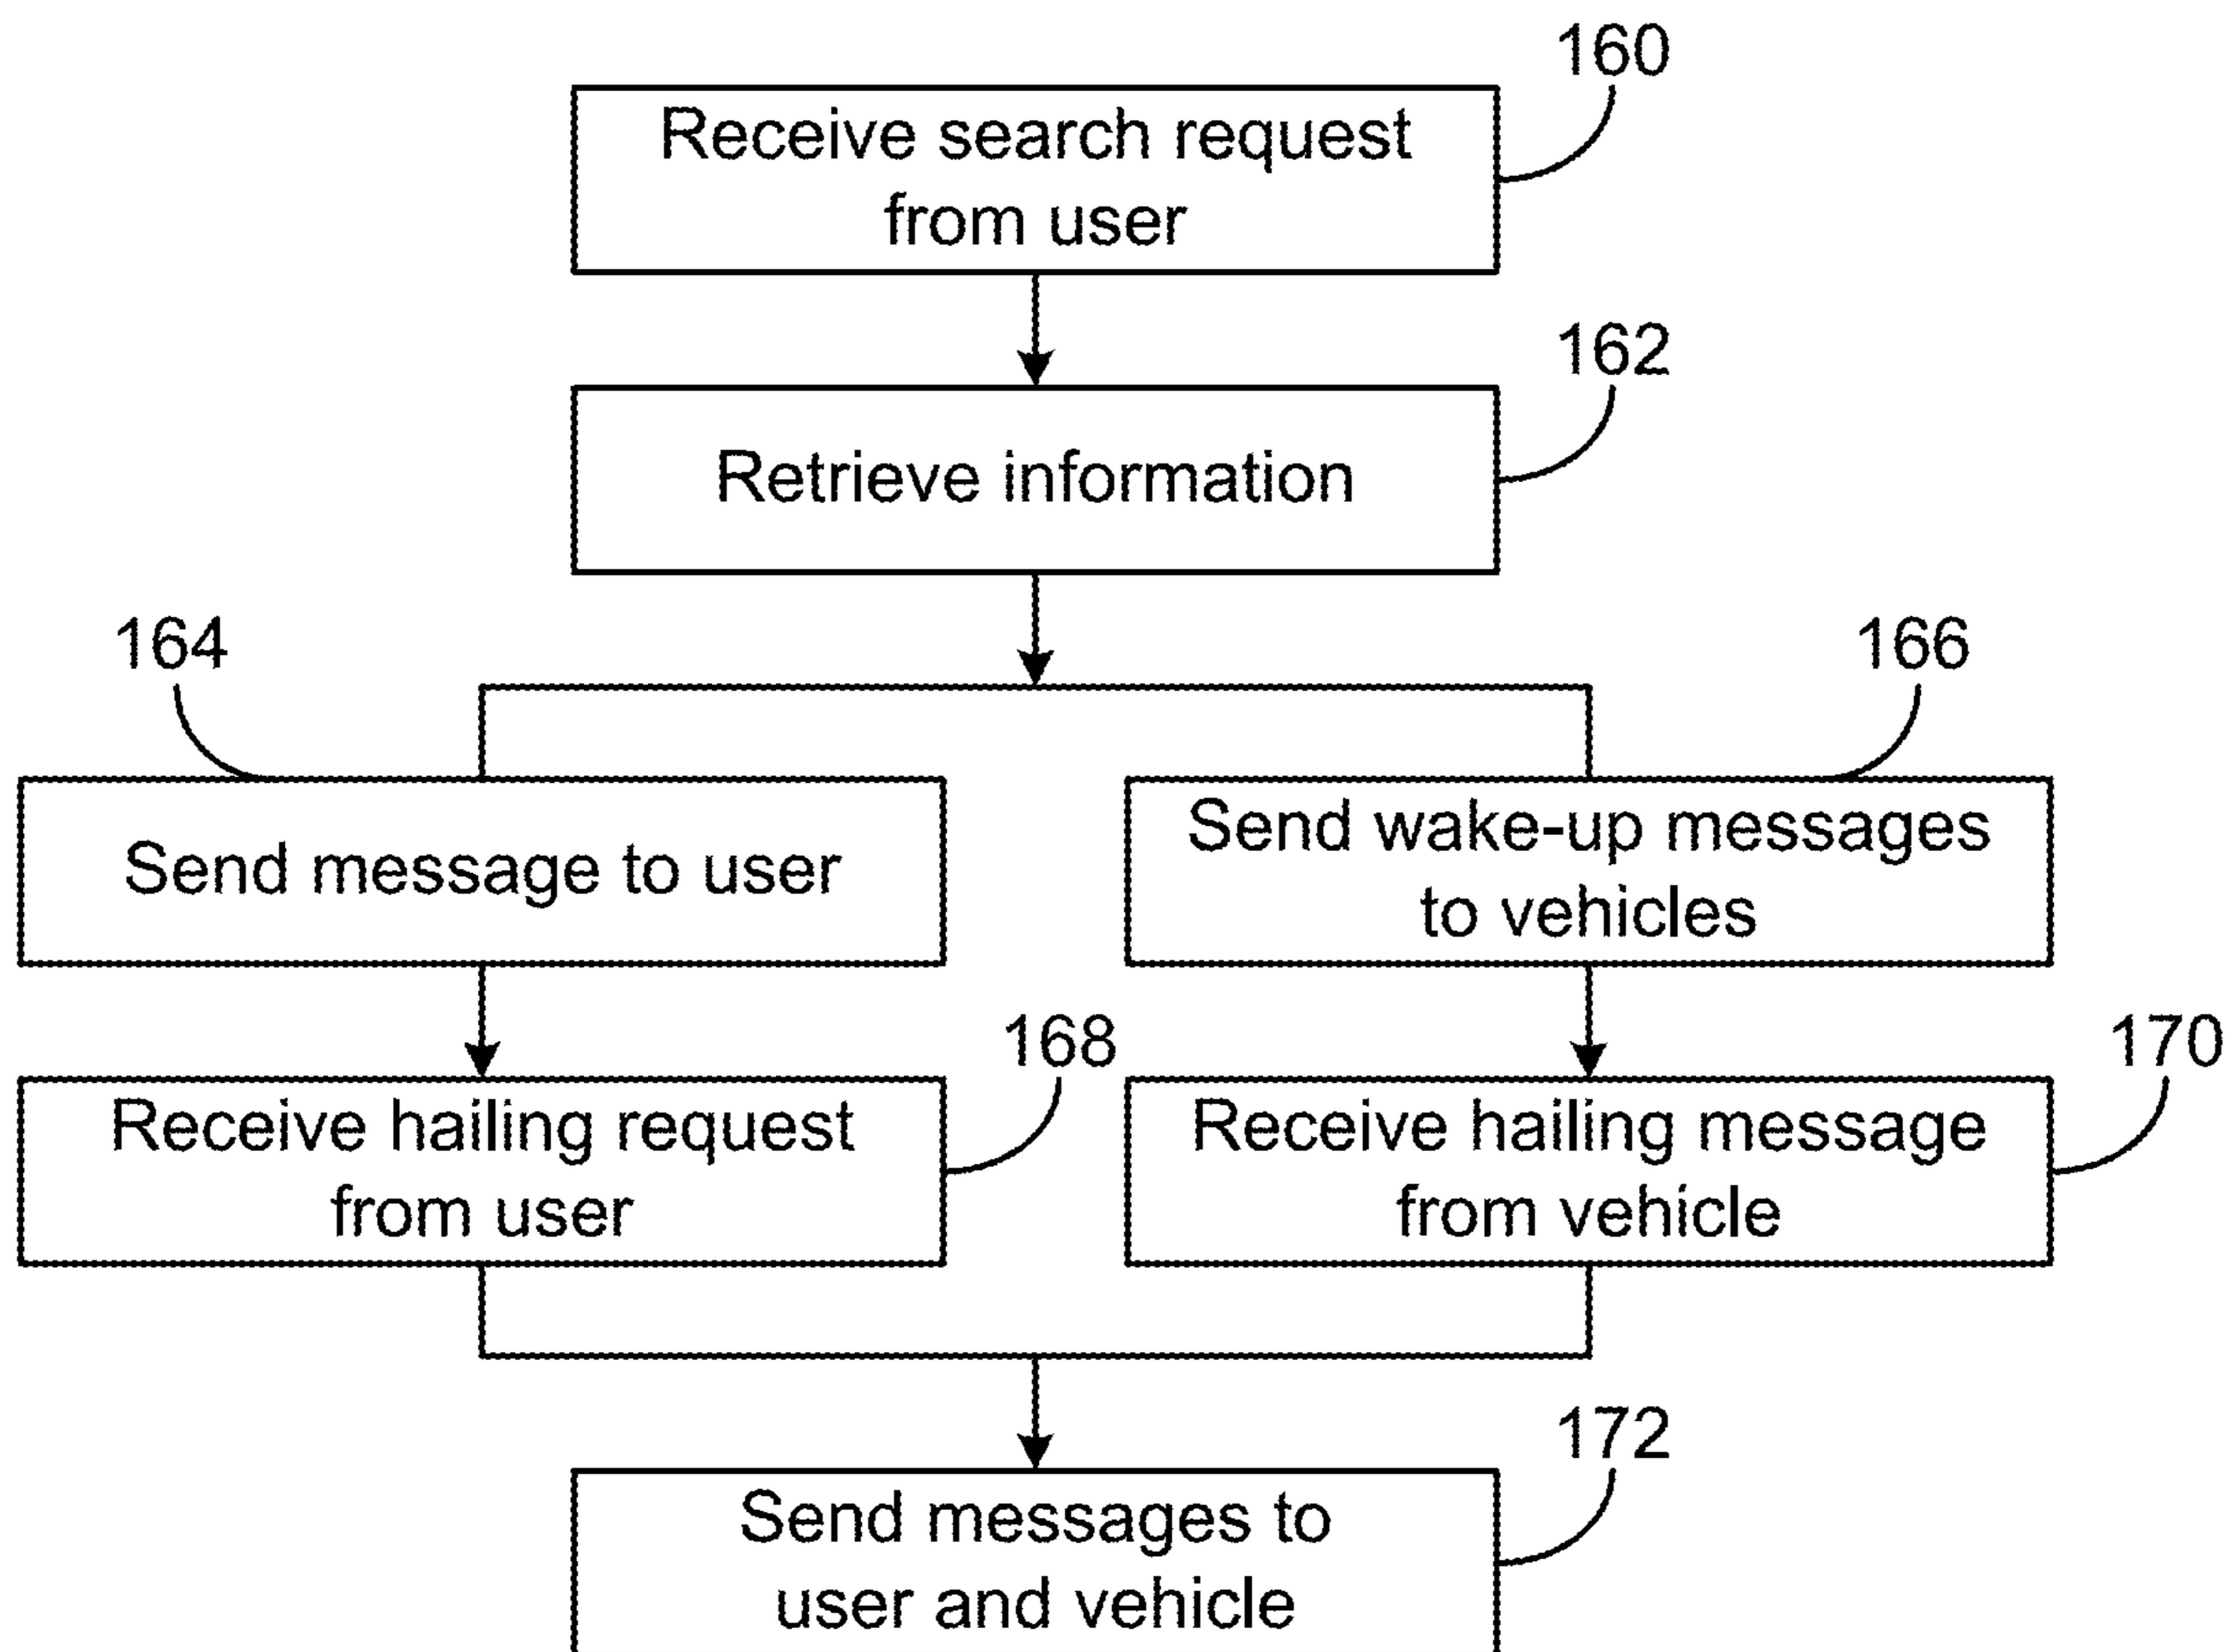 160
Receive search request
from user
162
Retrieve information
164
166
Send message to user
Send wake-up messages
to vehicles
168
170
Receive hailing request
from user
Receive hailing message
from vehicle
172
Send messages to
user and vehicle